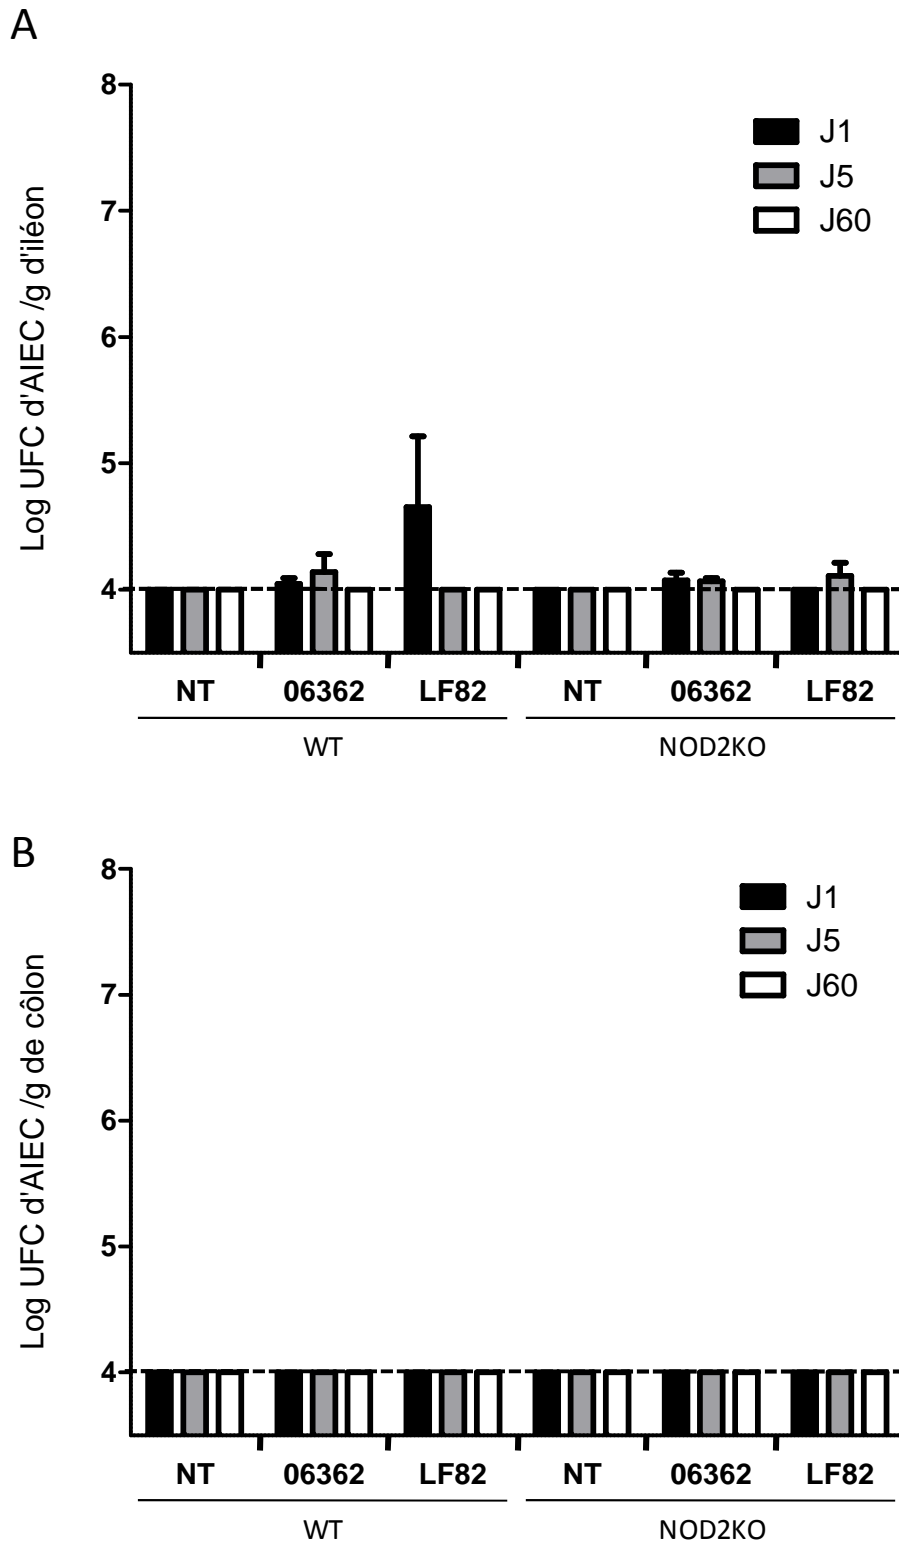 A
8
7
6
5
4
Log UFC d'AIEC /g d'iléon
J1
J5
J60
NT 06362 LF82 NT 06362 LF82
WT NOD2KO
B
8
7
6
5
4
Log UFC d'AIEC /g de côlon
J1
J5
J60
NT 06362 LF82 NT 06362 LF82
WT NOD2KO